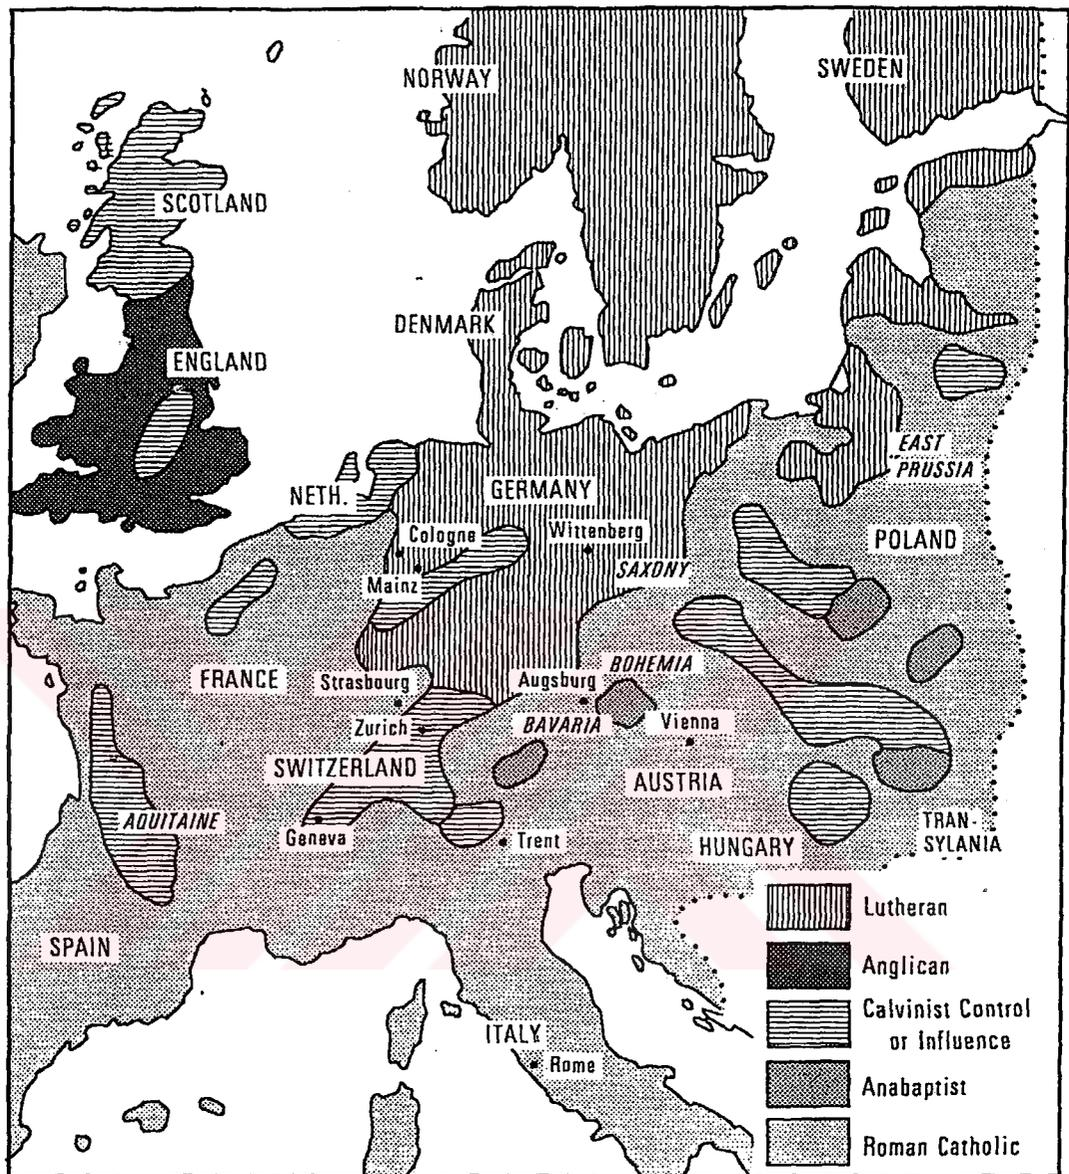 NORWAY
SWEDEN
SCOTLAND
DENMARK
ENGLAND
EAST
PRUSSIA
NETH.
GERMANY
Cologne
Wittenberg
POLAND
Mainz
SAXONY
BOHEMIA
FRANCE
Strasbourg
Augsburg
Zurich
BAVARIA
Vienna
SWITZERLAND
AUSTRIA
AQUITAINE
Geneva
Trent
HUNGARY
TRAN-
SYLANIA
SPAIN
ITALY
Rome
Lutheran
Anglican
Calvinist Control
or Influence
Anabaptist
Roman Catholic